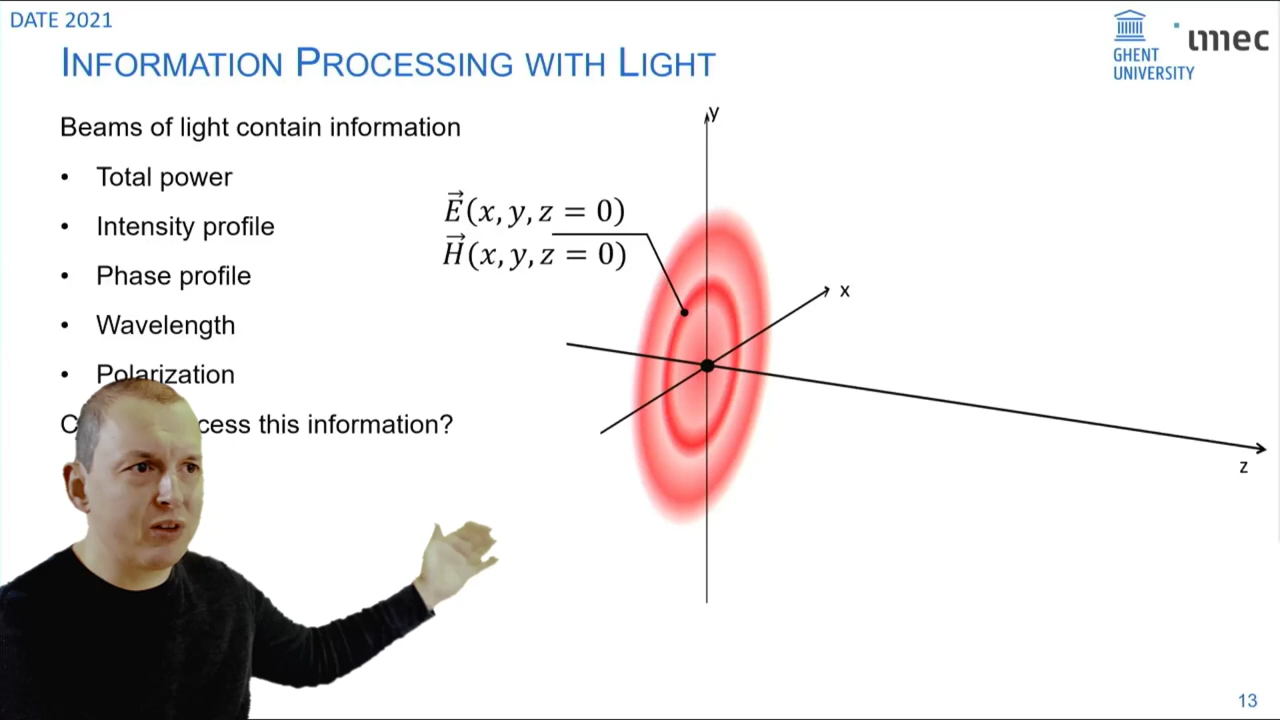 DATE 2021
INFORMATION PROCESSING WITH LIGHT
GHENT
UNIVERSITY
imec
Beams of light contain information
• Total power
• Intensity profile
• Phase profile
• Wavelength
• Polarization
this information?
E⃗(x, y, z = 0)
H⃗(x, y, z = 0)
y
x
z
13